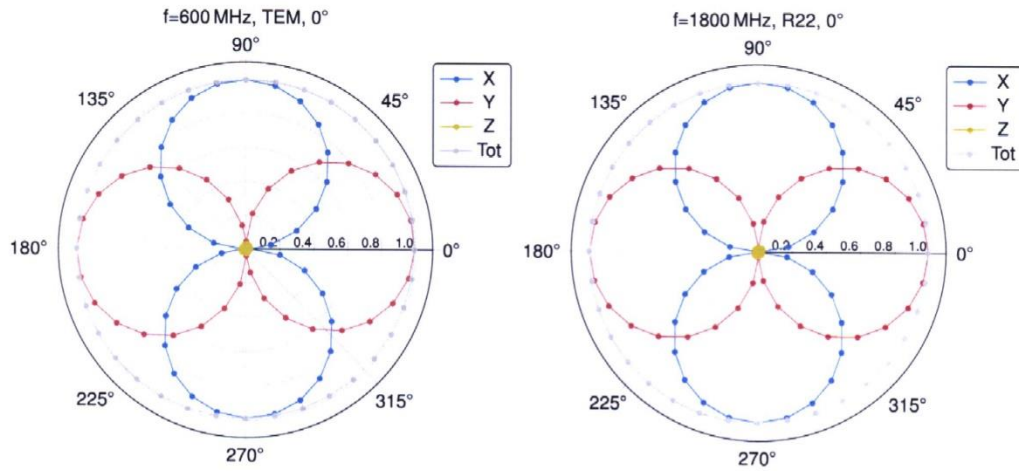 f=600 MHz, TEM, 0°
90°
135°
45°
X
Y
Z
Tot
180°
0.2 0.4 0.6 0.8 1.0
0°
225°
315°
270°
f=1800 MHz, R22, 0°
90°
135°
45°
X
Y
Z
Tot
180°
0.2 0.4 0.6 0.8 1.0
0°
225°
315°
270°